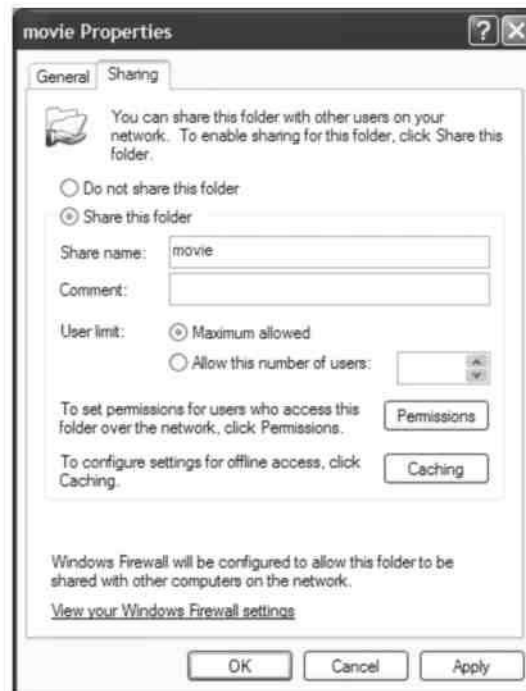 movie Properties
General Sharing
You can share this folder with other users on your
network. To enable sharing for this folder, click Share this
folder.
Do not share this folder
Share this folder
Share name: movie
Comment:
User limit: Maximum allowed
Allow this number of users:
To set permissions for users who access this
folder over the network, click Permissions.
Permissions
To configure settings for offline access, click
Caching.
Caching
Windows Firewall will be configured to allow this folder to be
shared with other computers on the network.
View your Windows Firewall settings
OK Cancel Apply